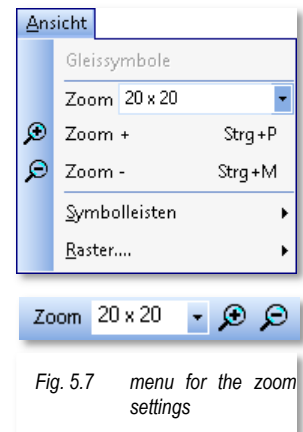 Ansicht
Gleissymbole
Zoom 20 x 20
Zoom + Strg+P
Zoom - Strg+M
Symbolleisten
Raster....
Zoom 20 x 20
Fig. 5.7 menu for the zoom
settings